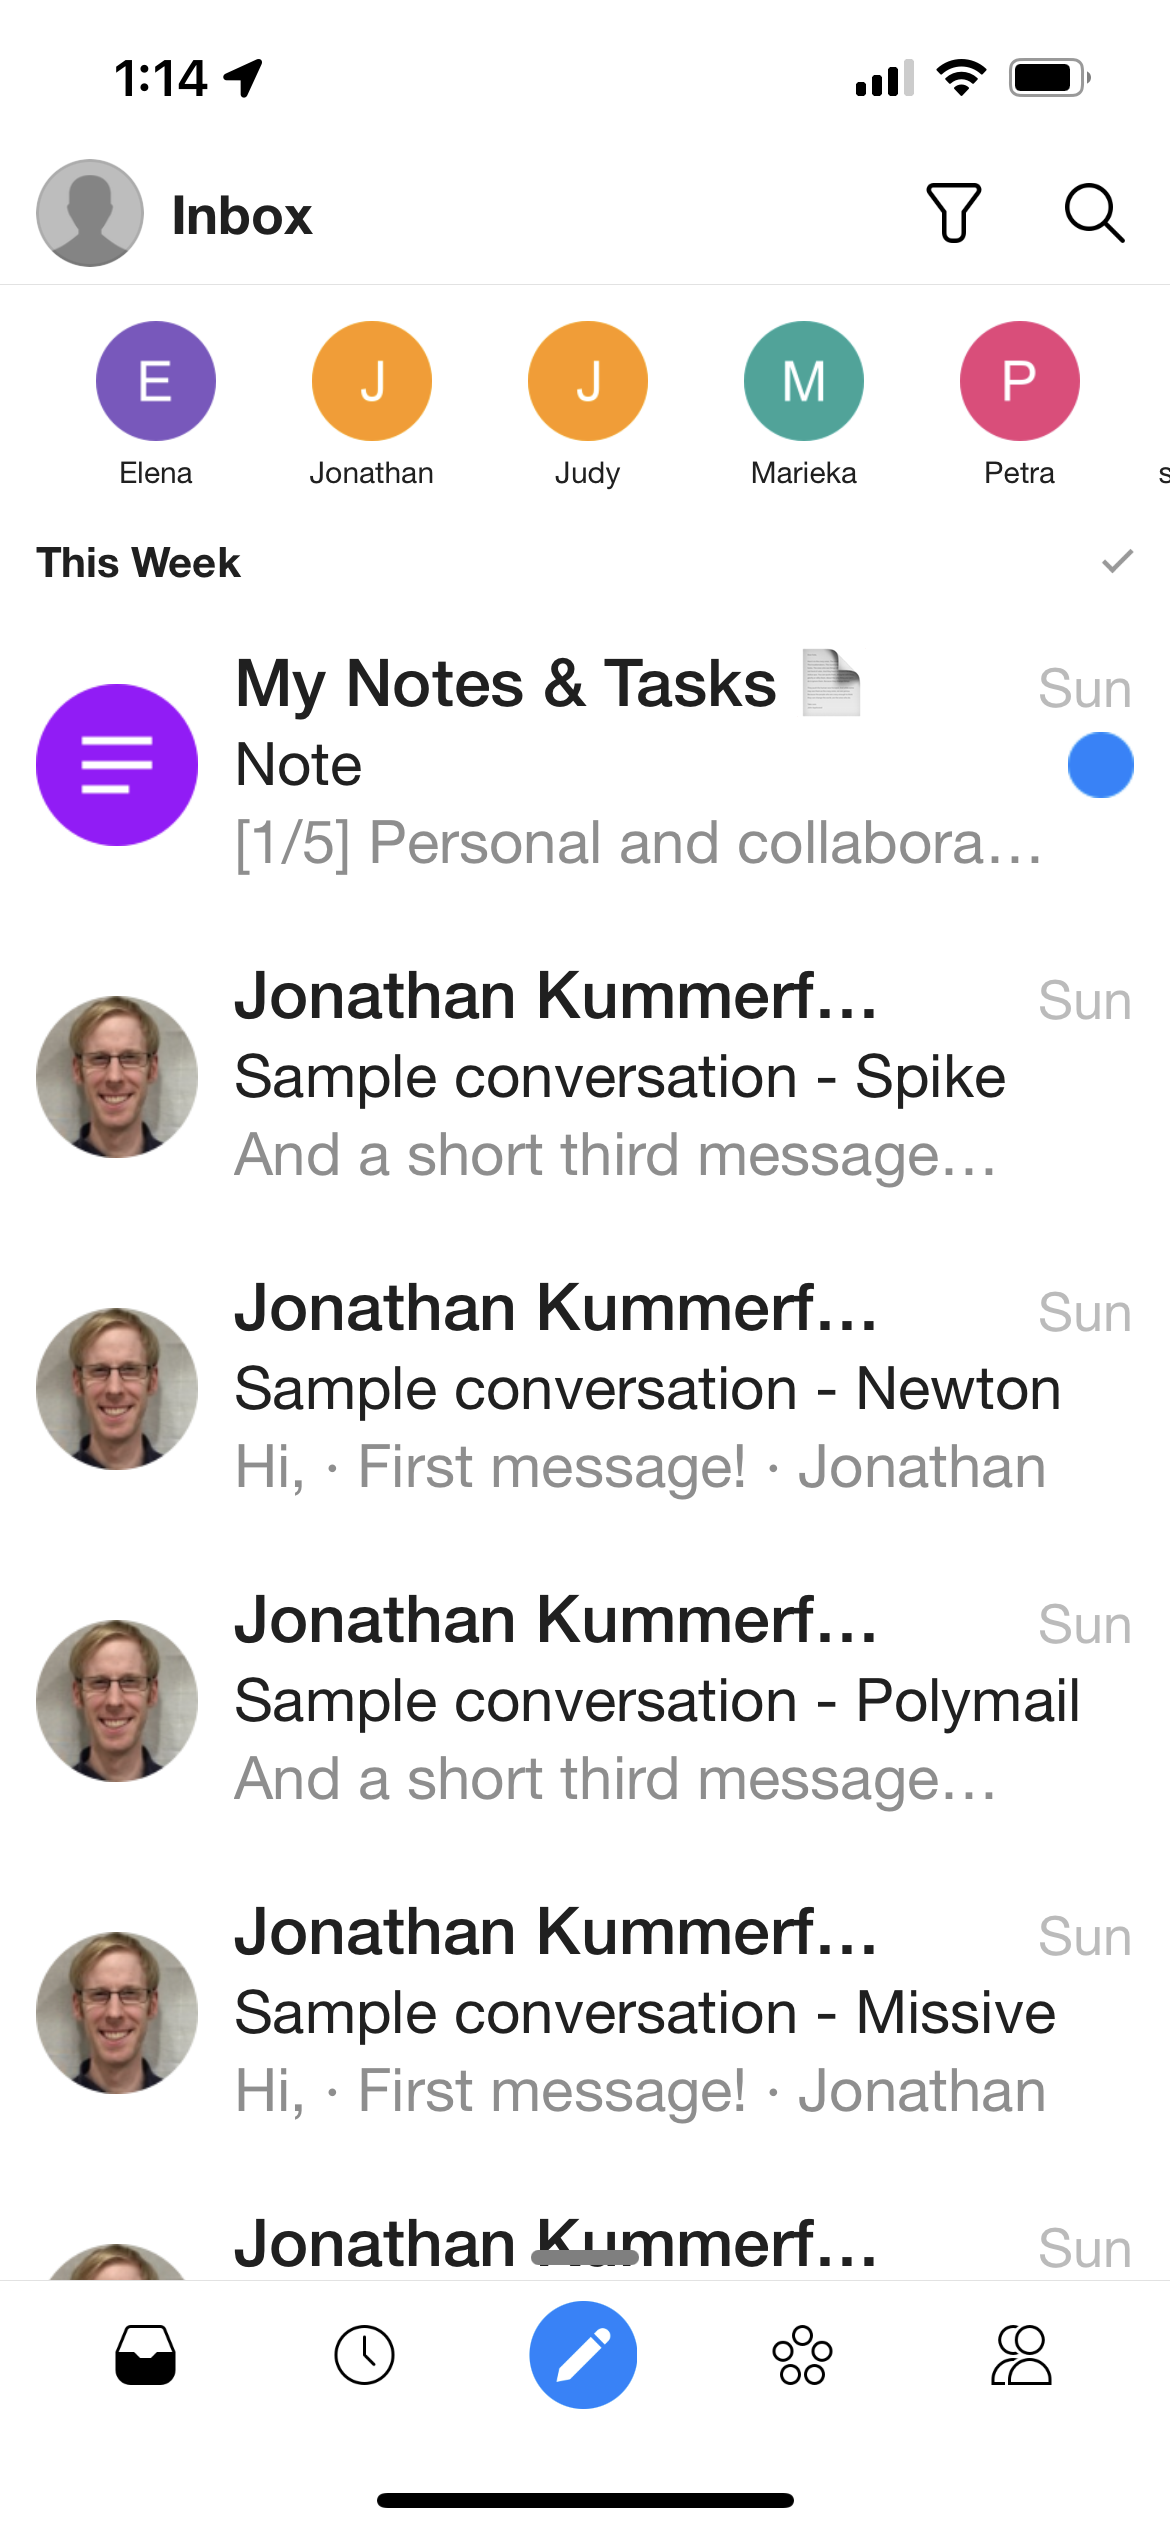 1:14
Inbox
E J J M P
Elena Jonathan Judy Marieka Petra s
This Week
My Notes & Tasks Sun
Note
[1/5] Personal and collabora...
Jonathan Kummerf... Sun
Sample conversation - Spike
And a short third message...
Jonathan Kummerf... Sun
Sample conversation - Newton
Hi, · First message! · Jonathan
Jonathan Kummerf... Sun
Sample conversation - Polymail
And a short third message...
Jonathan Kummerf... Sun
Sample conversation - Missive
Hi, · First message! · Jonathan
Jonathan Kummerf... Sun